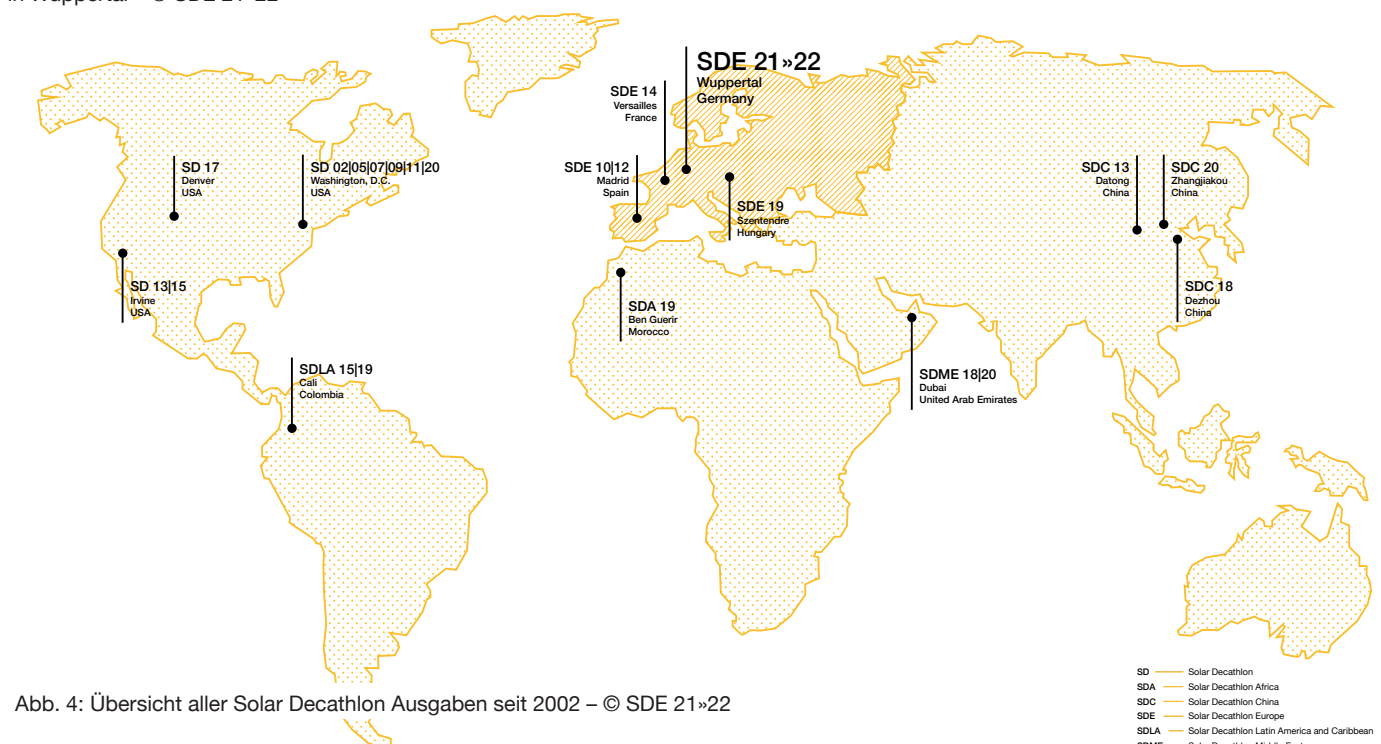 in Wuppertal – © SDE 21»22
SDE 21»22
Wuppertal
Germany
SDE 14
Versailles
France
SD 17
Denver
USA
SD 02|05|07|09|11|20
Washington, D.C.
USA
SDE 10|12
Madrid
Spain
SDE 19
Szentendre
Hungary
SDC 13
Datong
China
SDC 20
Zhangjiakou
China
SD 13|15
Irvine
USA
SDA 19
Ben Guerir
Morocco
SDC 18
Dezhou
China
SDLA 15|19
Cali
Colombia
SDME 18|20
Dubai
United Arab Emirates
SD Solar Decathlon
SDA Solar Decathlon Africa
SDC Solar Decathlon China
SDE Solar Decathlon Europe
SDLA Solar Decathlon Latin America and Caribbean
Abb. 4: Übersicht aller Solar Decathlon Ausgaben seit 2002 – © SDE 21»22